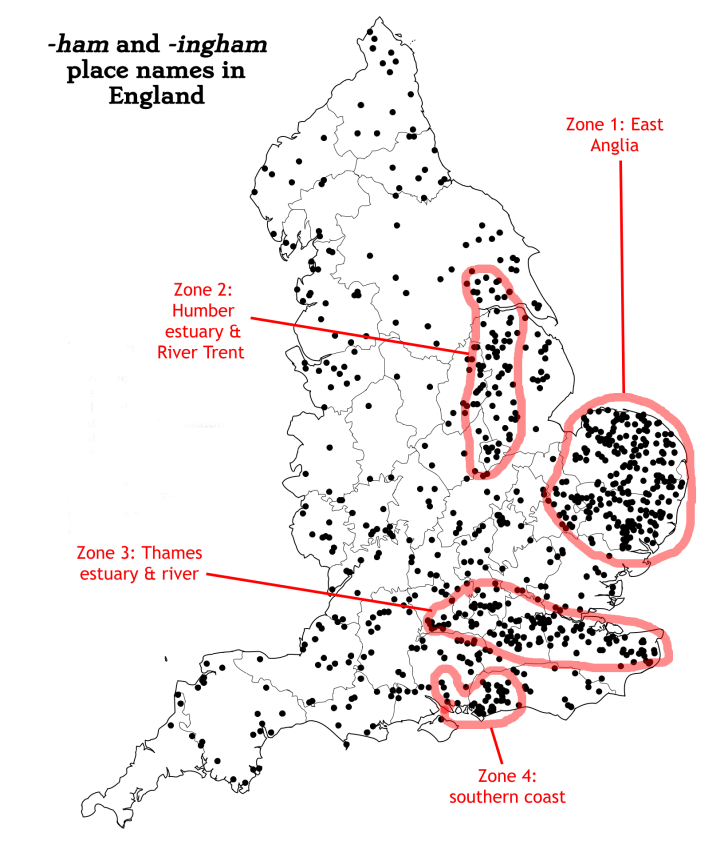 -ham and -ingham
place names in
England
Zone 1: East
Anglia
Zone 2:
Humber
estuary &
River Trent
Zone 3: Thames
estuary & river
Zone 4:
southern coast